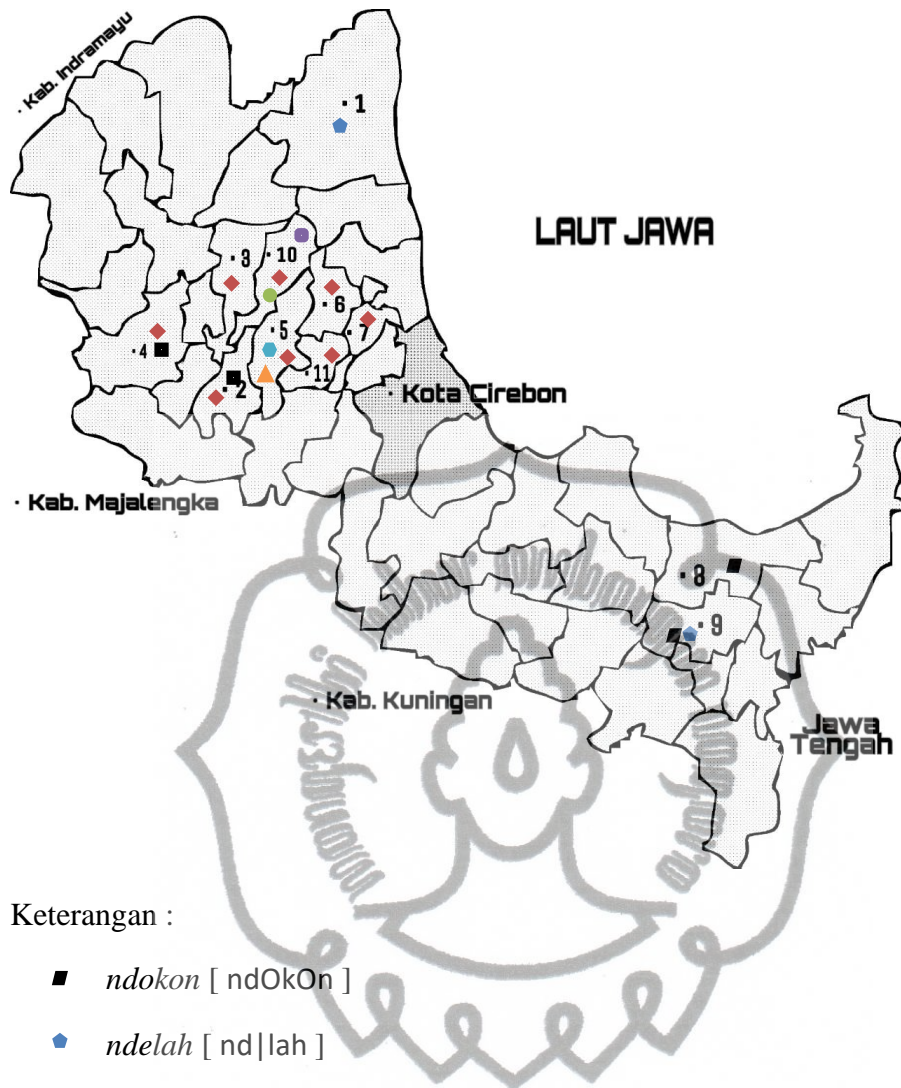 · Kab. Indramayu
· 1
LAUT JAWA
· 3
· 10
· 6
· 5
· 7
· 4
· 11
· 2
· Kota Cirebon
· Kab. Majalengka
· 8
· 9
· Kab. Kuningan
Jawa
Tengah
Keterangan :
ndokon [ ndOkOn ]
ndelah [ nd|lah ]